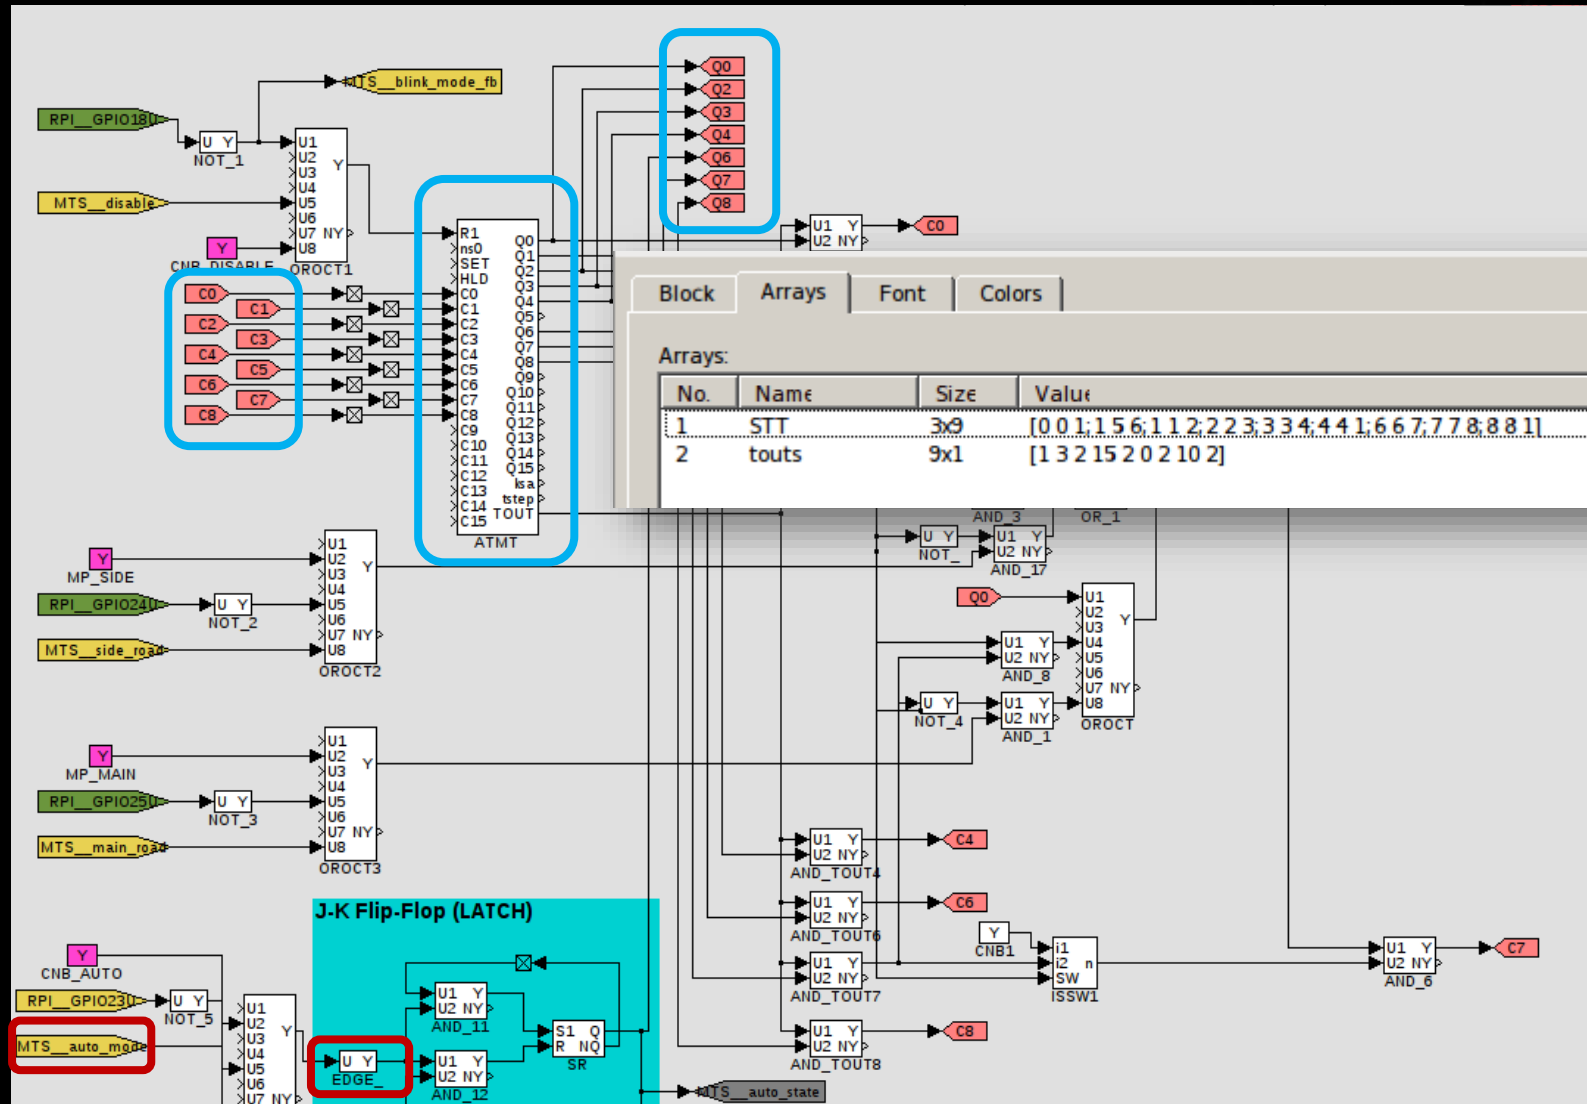 MTS__blink_mode_fb
RPI__GPIO18U
U Y
NOT_1
MTS__disable
Y
CNB_DISABLE
U1
U2
U3
U4
U5
U6
U7 NY
U8
Y
OROCT1
Q0
Q2
Q3
Q4
Q6
Q7
Q8
C0
C1
C2
C3
C4
C5
C6
C7
C8
R1
ns0
SET
HLD
C0
C1
C2
C3
C4
C5
C6
C7
C8
C9
C10
C11
C12
C13
C14
C15
Q0
Q1
Q2
Q3
Q4
Q5
Q6
Q7
Q8
Q9
Q10
Q11
Q12
Q13
Q14
Q15
ksa
tstep
TOUT
ATMT
U1 Y
U2 NY
C0
Block Arrays Font Colors
Arrays:
No. Name Size Value
1 STT 3x9 [0 0 1;1 5 6;1 1 2;2 2 3;3 3 4;4 4 1;6 6 7;7 7 8;8 8 1]
2 touts 9x1 [1 3 2 15 2 0 2 10 2]
AND_3
OR_1
U Y
NOT_
U1 Y
U2 NY
AND_17
Y
MP_SIDE
RPI__GPIO24U
U Y
NOT_2
MTS__side_road
U1
U2
U3
U4
U5
U6
U7 NY
U8
Y
OROCT2
Q0
U1
U2
U3
U4
U5
U6
U7 NY
U8
Y
OROCT
U1 Y
U2 NY
AND_8
U Y
NOT_4
U1 Y
U2 NY
AND_1
Y
MP_MAIN
RPI__GPIO25U
U Y
NOT_3
MTS__main_road
U1
U2
U3
U4
U5
U6
U7 NY
U8
Y
OROCT3
U1 Y
U2 NY
AND_TOUT4
C4
U1 Y
U2 NY
AND_TOUT6
C6
U1 Y
U2 NY
AND_TOUT7
Y
CNB1
i1
i2 n
SW
ISSW1
U1 Y
U2 NY
AND_6
C7
U1 Y
U2 NY
AND_TOUT8
C8
J-K Flip-Flop (LATCH)
Y
CNB_AUTO
RPI__GPIO23U
U Y
NOT_5
MTS__auto_mode
U1
U2
U3
U4
U5
U6
U7 NY
Y
U Y
EDGE_
U1 Y
U2 NY
AND_11
U1 Y
U2 NY
AND_12
S1 Q
R NQ
SR
MTS__auto_state